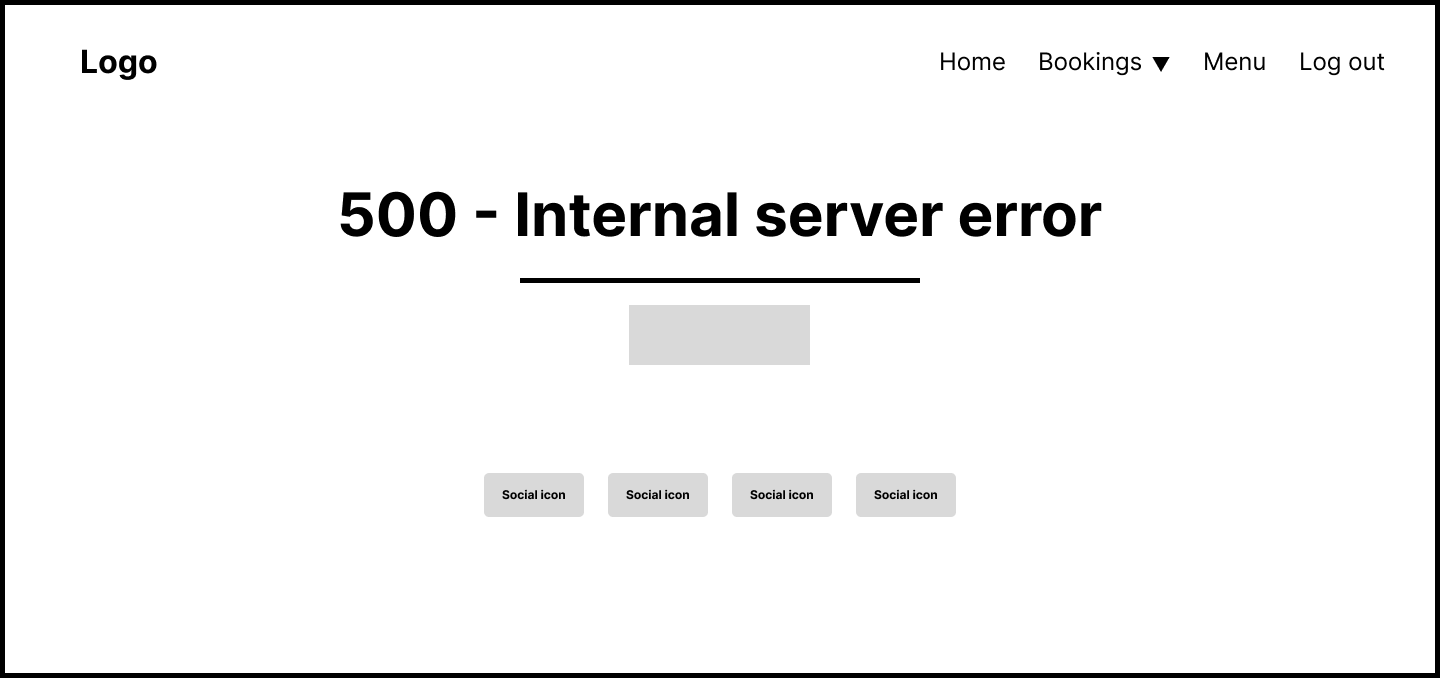 Logo
Home Bookings ▼ Menu Log out
500 - Internal server error
Social icon Social icon Social icon Social icon